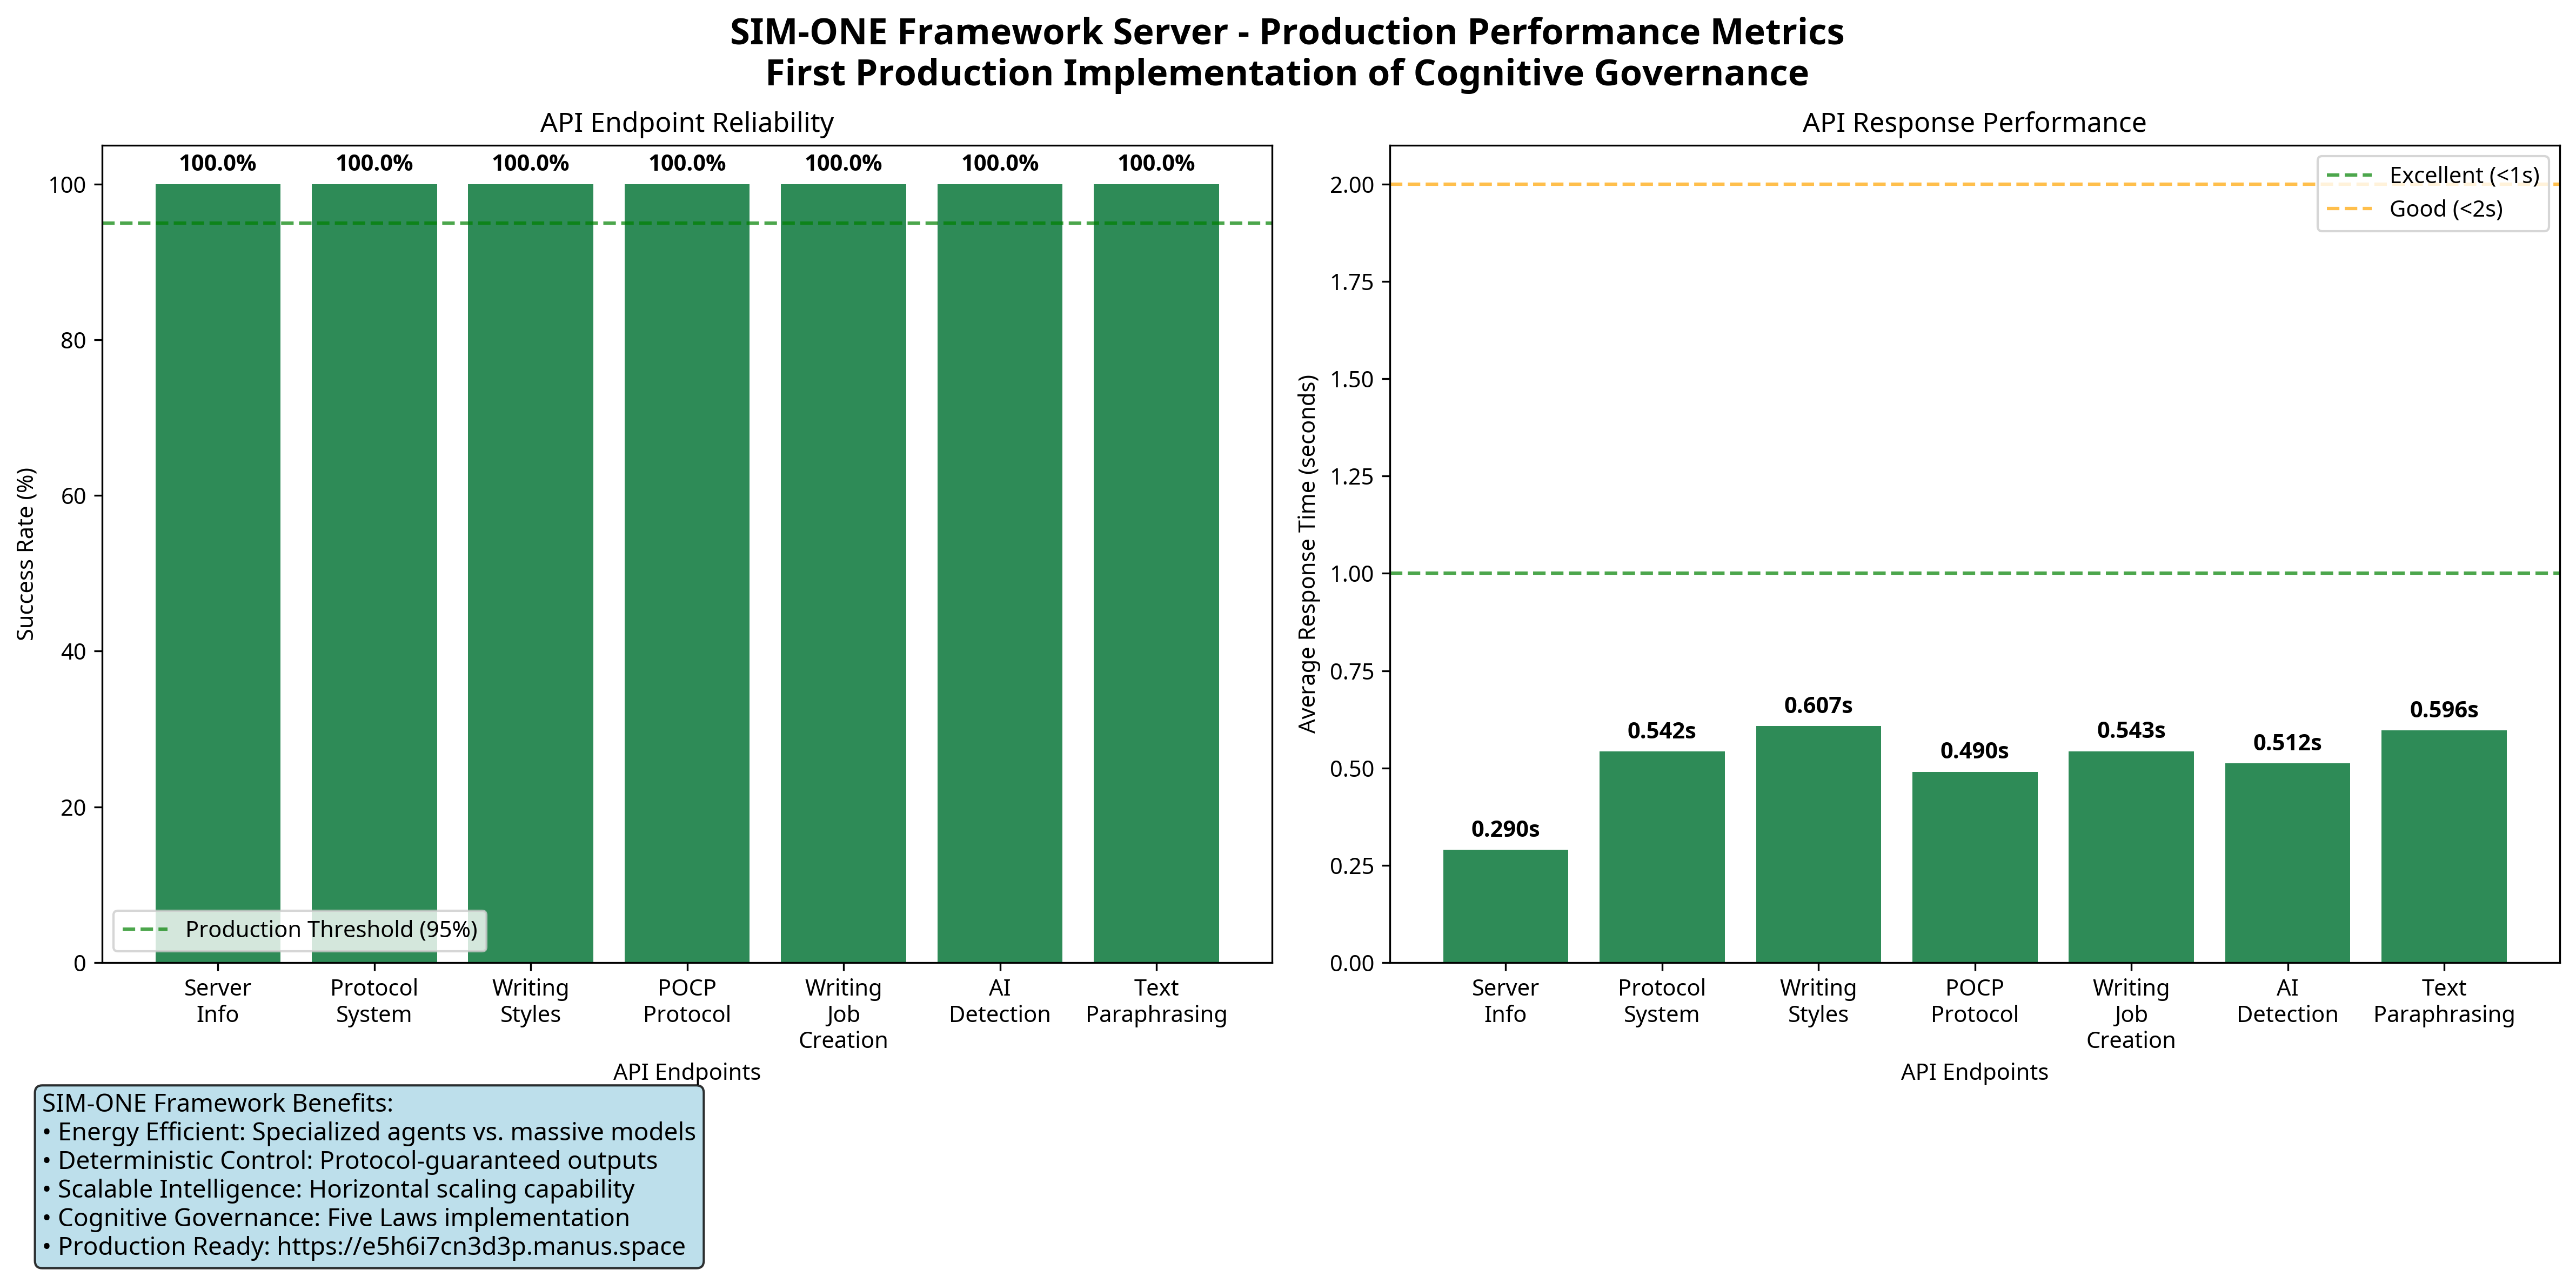 SIM-ONE Framework Server - Production Performance Metrics
First Production Implementation of Cognitive Governance
API Endpoint Reliability
Success Rate (%)
100
80
60
40
20
0
100.0% 100.0% 100.0% 100.0% 100.0% 100.0% 100.0%
Production Threshold (95%)
Server Info
Protocol System
Writing Styles
POCP Protocol
Writing Job Creation
AI Detection
Text Paraphrasing
API Endpoints
API Response Performance
Average Response Time (seconds)
2.00
1.75
1.50
1.25
1.00
0.75
0.50
0.25
0.00
Excellent (<1s)
Good (<2s)
0.290s 0.542s 0.607s 0.490s 0.543s 0.512s 0.596s
Server Info
Protocol System
Writing Styles
POCP Protocol
Writing Job Creation
AI Detection
Text Paraphrasing
API Endpoints
SIM-ONE Framework Benefits:
• Energy Efficient: Specialized agents vs. massive models
• Deterministic Control: Protocol-guaranteed outputs
• Scalable Intelligence: Horizontal scaling capability
• Cognitive Governance: Five Laws implementation
• Production Ready: https://e5h6i7cn3d3p.manus.space